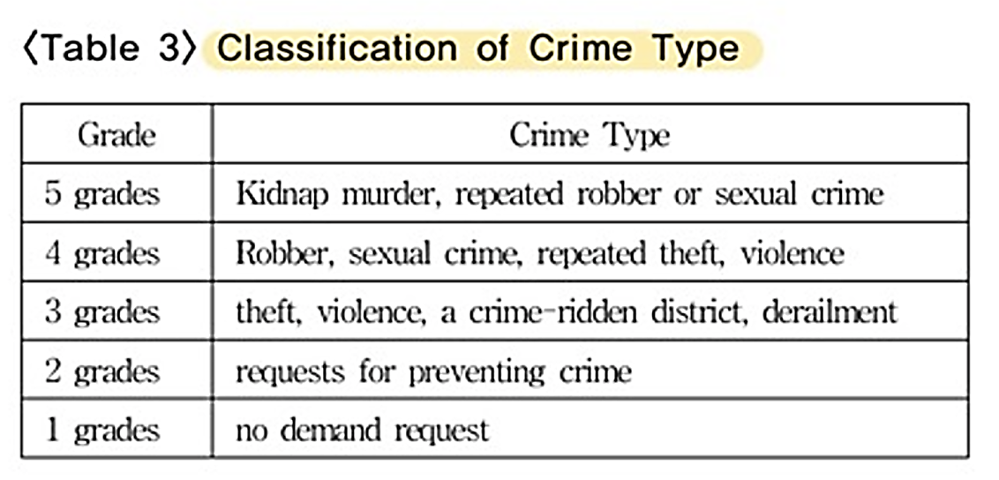 〈Table 3〉 Classification of Crime Type
Grade Crime Type
5 grades Kidnap murder, repeated robber or sexual crime
4 grades Robber, sexual crime, repeated theft, violence
3 grades theft, violence, a crime-ridden district, derailment
2 grades requests for preventing crime
1 grades no demand request